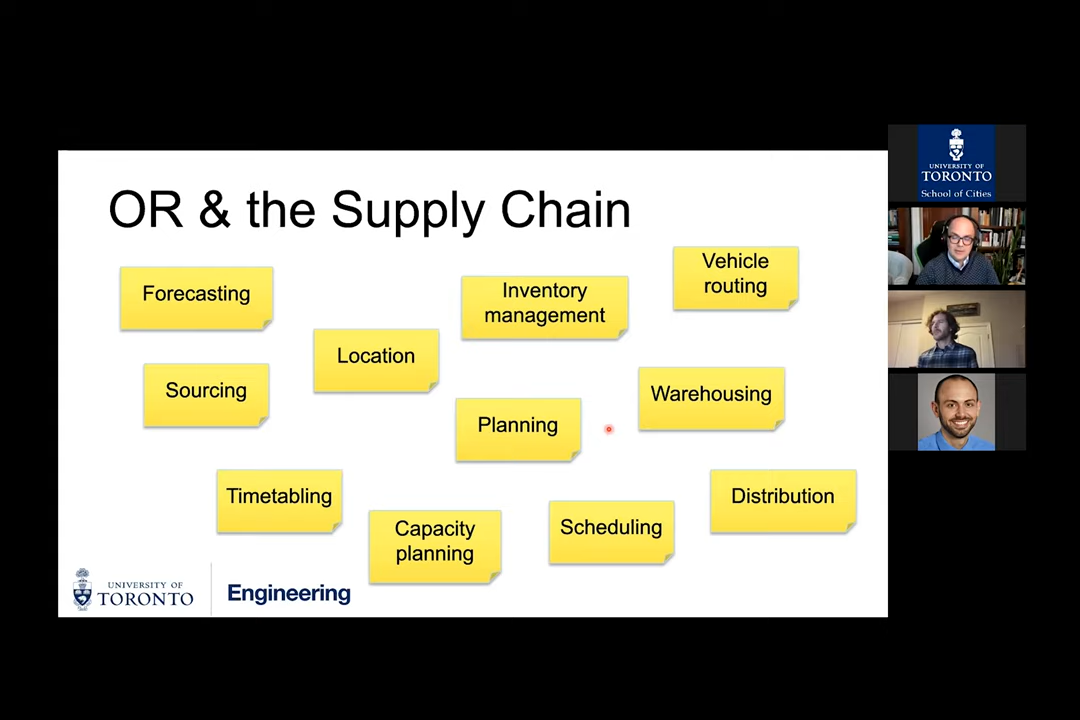 OR & the Supply Chain
Forecasting
Inventory
management
Vehicle
routing
Location
Sourcing
Planning
Warehousing
Timetabling
Capacity
planning
Scheduling
Distribution
UNIVERSITY OF
TORONTO
Engineering
UNIVERSITY OF
TORONTO
School of Cities